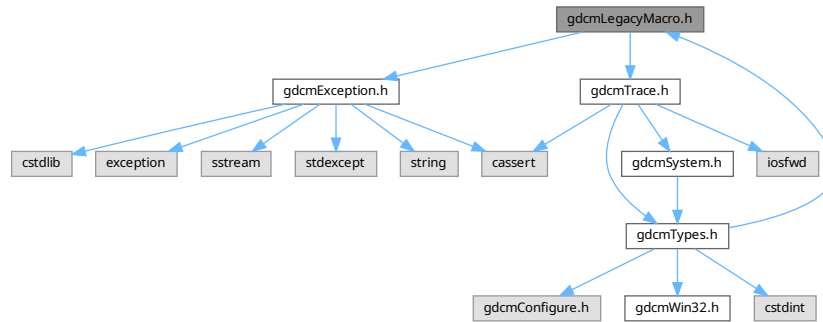 gdcmLegacyMacro.h
gdcmException.h
gdcmTrace.h
cstdlib
exception
sstream
stdexcept
string
cassert
gdcmSystem.h
iosfwd
gdcmTypes.h
gdcmConfigure.h
gdcmWin32.h
cstdint